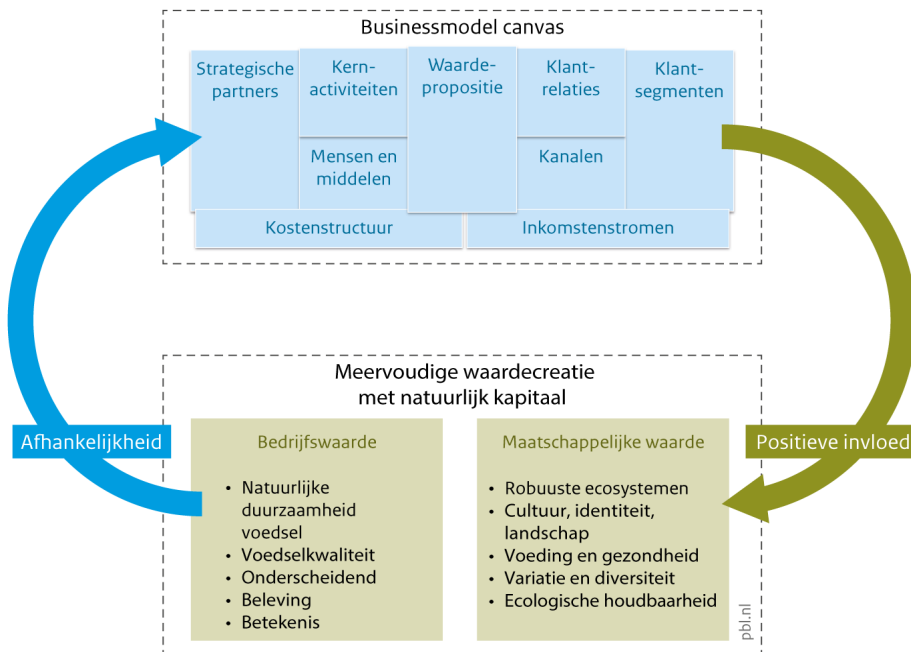 Businessmodel canvas
Strategische
partners
Kern-
activiteiten
Waarde-
propositie
Klant-
relaties
Klant-
segmenten
Mensen en
middelen
Kanalen
Kostenstructuur
Inkomstenstromen
Meervoudige waardecreatie
met natuurlijk kapitaal
Afhankelijkheid
Bedrijfswaarde
• Natuurlijke
duurzaamheid
voedsel
• Voedselkwaliteit
• Onderscheidend
• Beleving
• Betekenis
Maatschappelijke waarde
• Robuuste ecosystemen
• Cultuur, identiteit,
landschap
• Voeding en gezondheid
• Variatie en diversiteit
• Ecologische houdbaarheid
Positieve invloed
pbl.nl